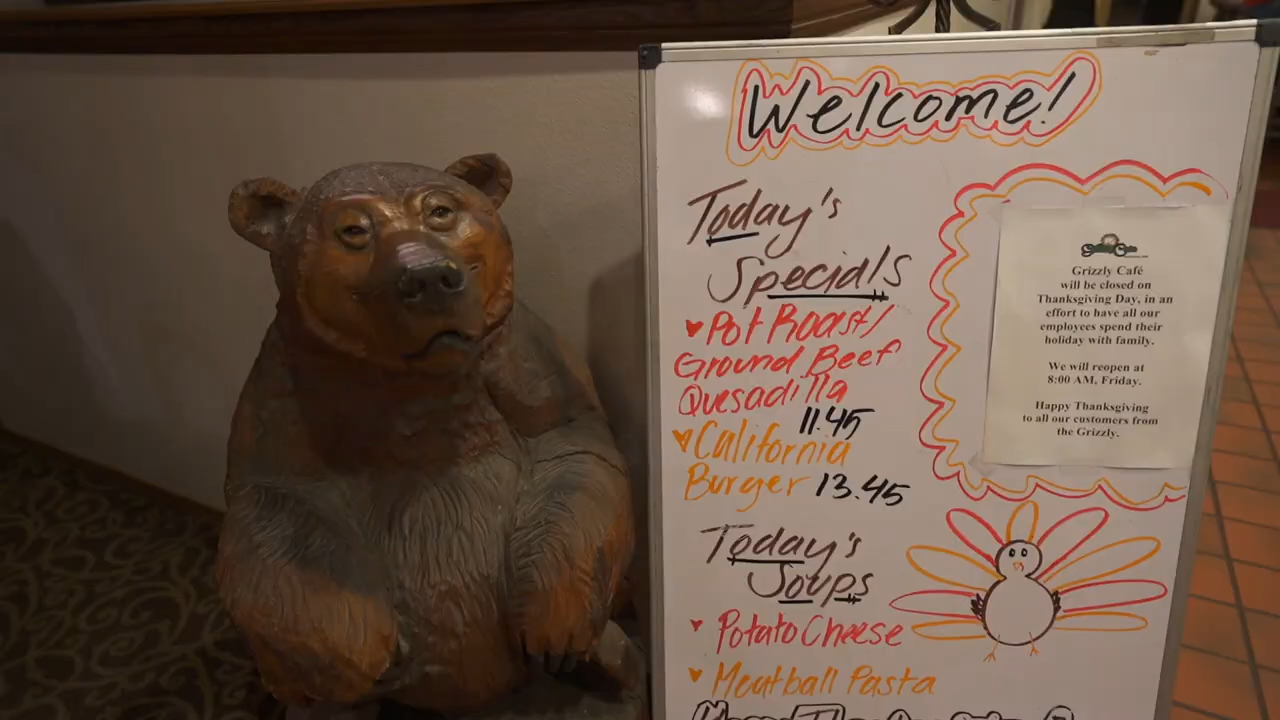 Welcome!
Today's
Specials
Pot Roast/
Ground Beef
Quesadilla
11.45
California
Burger 13.45
Today's
Soups
Potato Cheese
Meatball Pasta
Grizzly Café
will be closed on
Thanksgiving Day, in an
effort to have all our
employees spend their
holiday with family.
We will reopen at
8:00 AM, Friday.
Happy Thanksgiving
to all our customers from
the Grizzly.